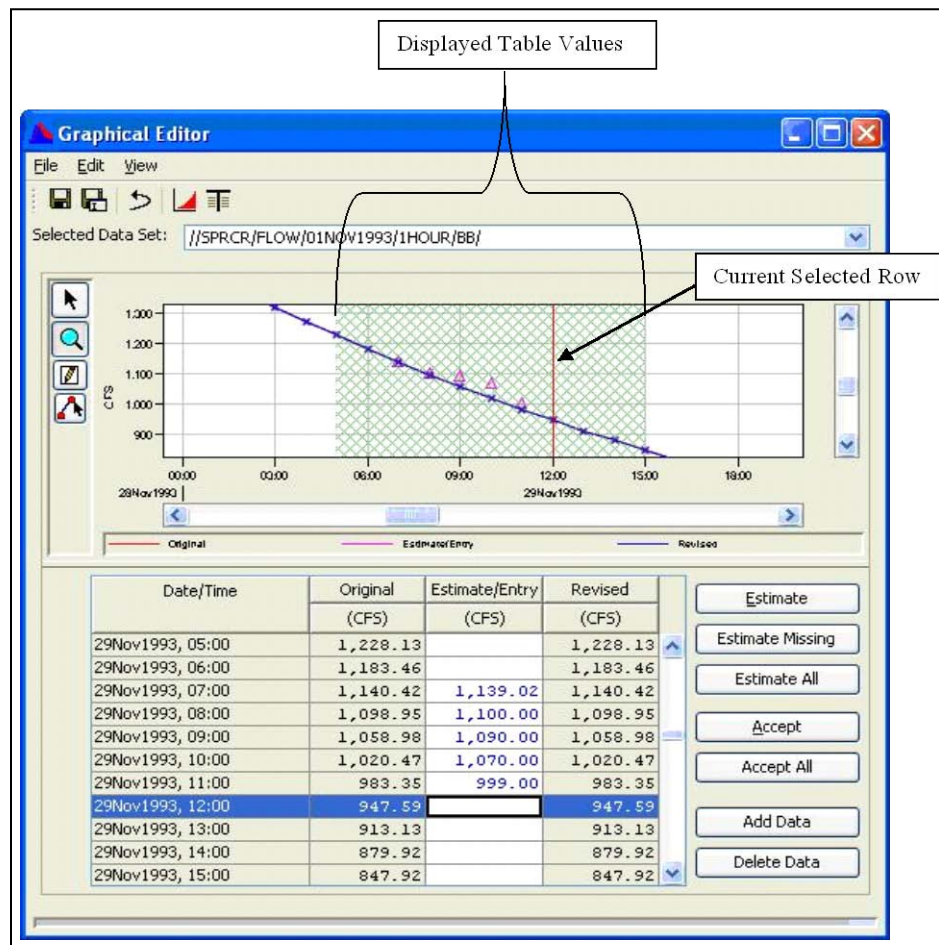 Displayed Table Values
Graphical Editor
File Edit View
Selected Data Set: //SPRCR/FLOW/01NOV1993/1HOUR/BB/
Current Selected Row
1,300
1,200
1,100
1,000
900
CFS
00:00 03:00 06:00 09:00 12:00 15:00 18:00
28Nov1993 29Nov1993
Original Estimate/Entry Revised
Date/Time Original Estimate/Entry Revised
(CFS) (CFS) (CFS)
29Nov1993, 05:00 1,228.13 1,228.13
29Nov1993, 06:00 1,183.46 1,183.46
29Nov1993, 07:00 1,140.42 1,139.02 1,140.42
29Nov1993, 08:00 1,098.95 1,100.00 1,098.95
29Nov1993, 09:00 1,058.98 1,090.00 1,058.98
29Nov1993, 10:00 1,020.47 1,070.00 1,020.47
29Nov1993, 11:00 983.35 999.00 983.35
29Nov1993, 12:00 947.59 947.59
29Nov1993, 13:00 913.13 913.13
29Nov1993, 14:00 879.92 879.92
29Nov1993, 15:00 847.92 847.92
Estimate
Estimate Missing
Estimate All
Accept
Accept All
Add Data
Delete Data